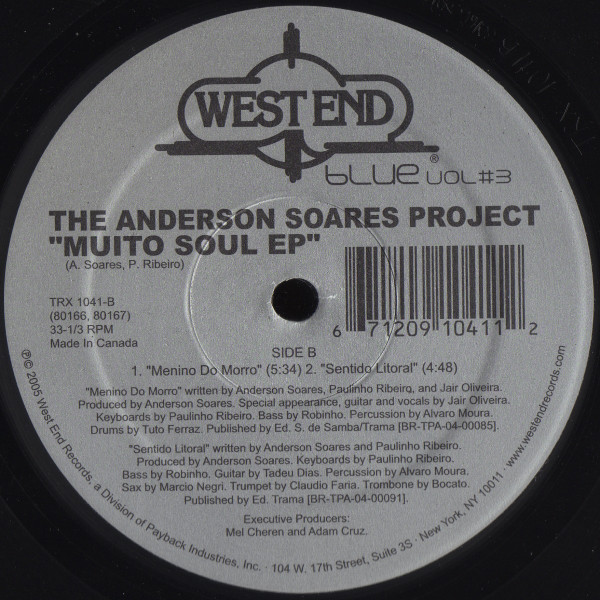 WEST END
bLUE® VOL#3
THE ANDERSON SOARES PROJECT
"MUITO SOUL EP"
(A. Soares, P. Ribeiro)
TRX 1041-B
(80166, 80167)
33-1/3 RPM
Made In Canada
6 71209 10411 2
SIDE B
1. "Menino Do Morro" (5:34) 2. "Sentido Litoral" (4:48)
"Menino Do Morro" written by Anderson Soares, Paulinho Ribeiro, and Jair Oliveira.
Produced by Anderson Soares. Special appearance, guitar and vocals by Jair Oliveira.
Keyboards by Paulinho Ribeiro. Bass by Robinho. Percussion by Alvaro Moura.
Drums by Tuto Ferraz. Published by Ed. S. de Samba/Trama [BR-TPA-04-00085].
"Sentido Litoral" written by Anderson Soares and Paulinho Ribeiro.
Produced by Anderson Soares. Keyboards by Paulinho Ribeiro.
Bass by Robinho. Guitar by Tadeu Dias. Percussion by Alvaro Moura.
Sax by Marcio Negri. Trumpet by Claudio Faria. Trombone by Bocato.
Published by Ed. Trama [BR-TPA-04-00091].
Executive Producers:
Mel Cheren and Adam Cruz.
℗© 2005 West End Records, a Division of Payback Industries, Inc. · 104 W. 17th Street, Suite 3S · New York, NY 10011 · www.westendrecords.com